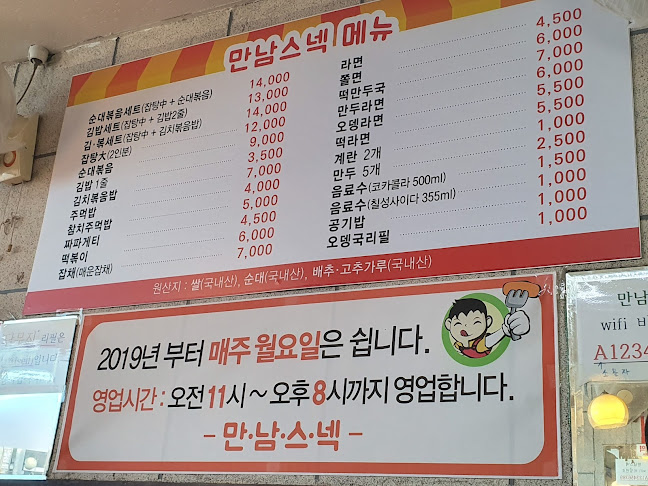 만남스넥 메뉴
순대볶음세트(잡탕中 + 순대볶음) 14,000
김밥세트(잡탕中 + 김밥2줄) 13,000
김·볶세트(잡탕中 + 김치볶음밥) 14,000
잡탕大(2인분) 12,000
순대볶음 9,000
김밥 1줄 3,500
김치볶음밥 7,000
주먹밥 4,000
참치주먹밥 5,000
짜파게티 4,500
떡볶이 6,000
잡채(매운잡채) 7,000
라면 4,500
쫄면 6,000
떡만두국 7,000
만두라면 6,000
오뎅라면 5,500
떡라면 5,500
계란 2개 1,000
만두 5개 2,500
음료수(코카콜라 500ml) 1,500
음료수(칠성사이다 355ml) 1,000
공기밥 1,000
오뎅국리필 1,000
원산지 : 쌀(국내산), 순대(국내산), 배추·고추가루(국내산)
2019년 부터 매주 월요일은 쉽니다.
영업시간 : 오전 11시 ~ 오후 8시까지 영업합니다.
- 만·남·스·넥 -
만남
wifi 비
A1234